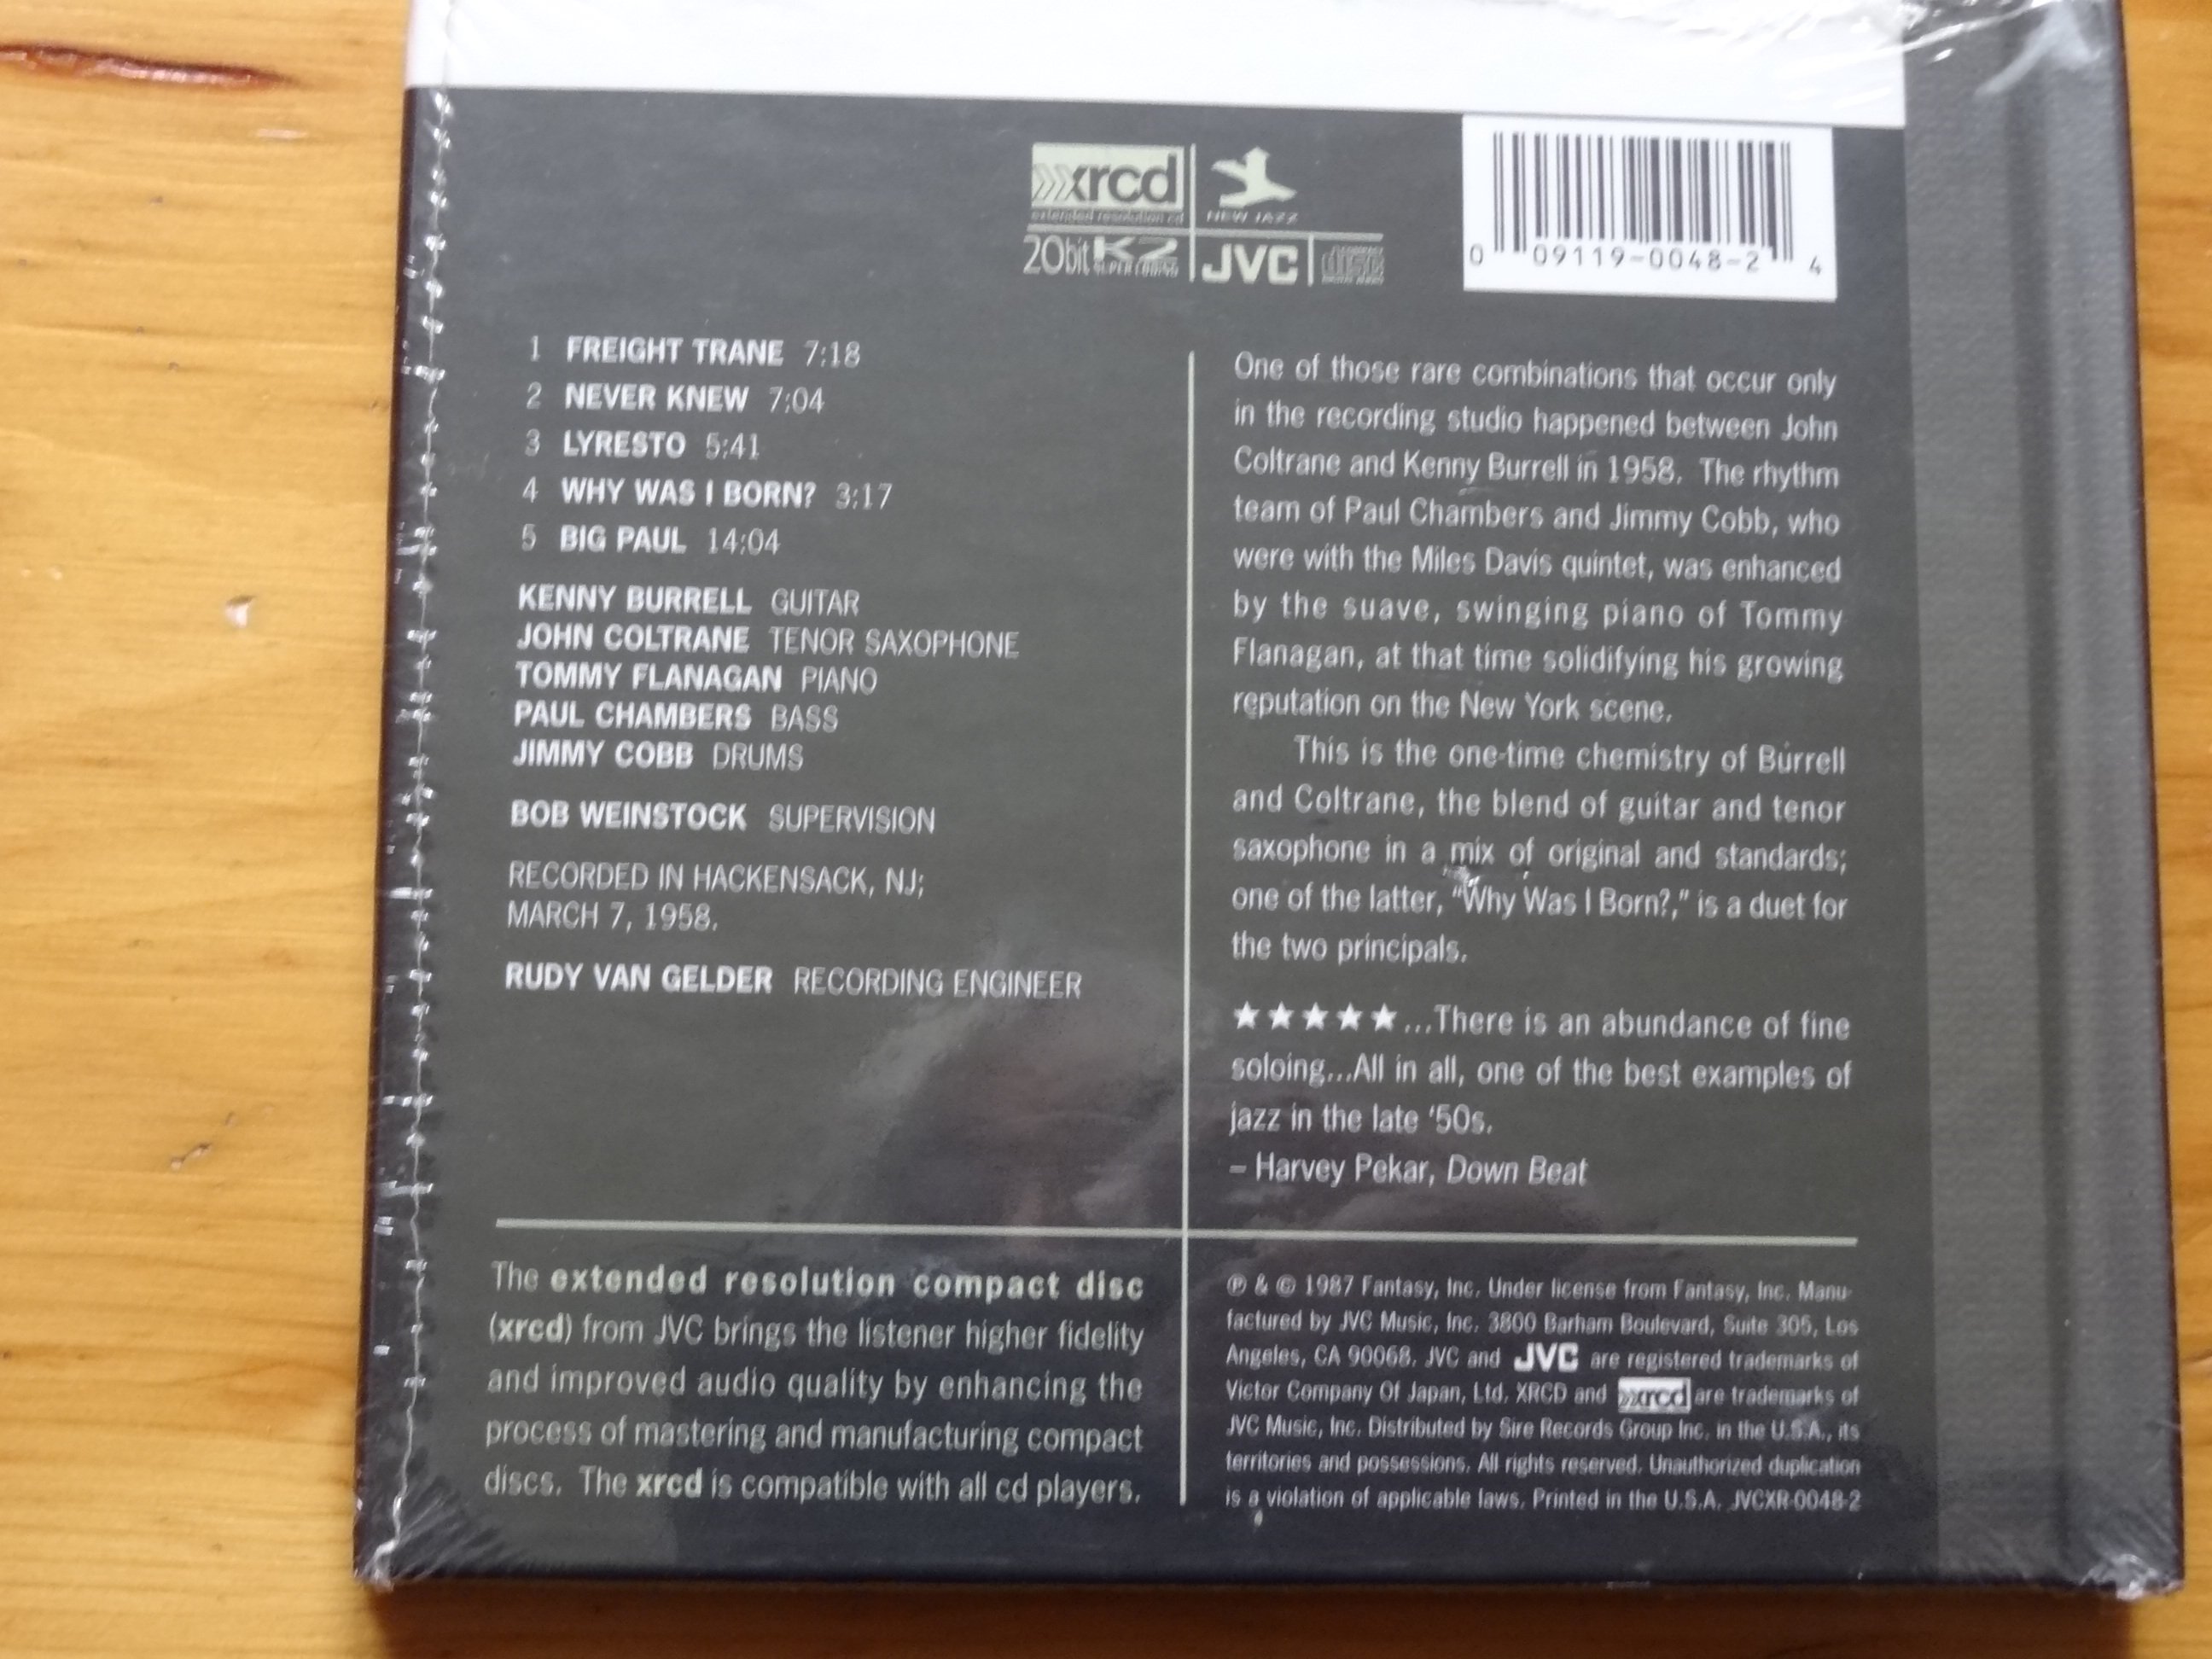 xrcd
extended resolution cd
20bit K2
SUPER CODING
NEW JAZZ
JVC
COMPACT
disc
DIGITAL AUDIO
0 09119-0048-2 4
1 FREIGHT TRANE 7:18
2 NEVER KNEW 7:04
3 LYRESTO 5:41
4 WHY WAS I BORN? 3:17
5 BIG PAUL 14:04
KENNY BURRELL GUITAR
JOHN COLTRANE TENOR SAXOPHONE
TOMMY FLANAGAN PIANO
PAUL CHAMBERS BASS
JIMMY COBB DRUMS
BOB WEINSTOCK SUPERVISION
RECORDED IN HACKENSACK, NJ;
MARCH 7, 1958.
RUDY VAN GELDER RECORDING ENGINEER
One of those rare combinations that occur only
in the recording studio happened between John
Coltrane and Kenny Burrell in 1958. The rhythm
team of Paul Chambers and Jimmy Cobb, who
were with the Miles Davis quintet, was enhanced
by the suave, swinging piano of Tommy
Flanagan, at that time solidifying his growing
reputation on the New York scene.
This is the one-time chemistry of Burrell
and Coltrane, the blend of guitar and tenor
saxophone in a mix of original and standards;
one of the latter, "Why Was I Born?," is a duet for
the two principals.
★★★★★...There is an abundance of fine
soloing...All in all, one of the best examples of
jazz in the late '50s.
– Harvey Pekar, Down Beat
The extended resolution compact disc
(xrcd) from JVC brings the listener higher fidelity
and improved audio quality by enhancing the
process of mastering and manufacturing compact
discs. The xrcd is compatible with all cd players.
℗ & © 1987 Fantasy, Inc. Under license from Fantasy, Inc. Manu-
factured by JVC Music, Inc. 3800 Barham Boulevard, Suite 305, Los
Angeles, CA 90068. JVC and JVC are registered trademarks of
Victor Company Of Japan, Ltd. XRCD and xrcd are trademarks of
JVC Music, Inc. Distributed by Sire Records Group Inc. in the U.S.A., its
territories and possessions. All rights reserved. Unauthorized duplication
is a violation of applicable laws. Printed in the U.S.A. JVCXR-0048-2